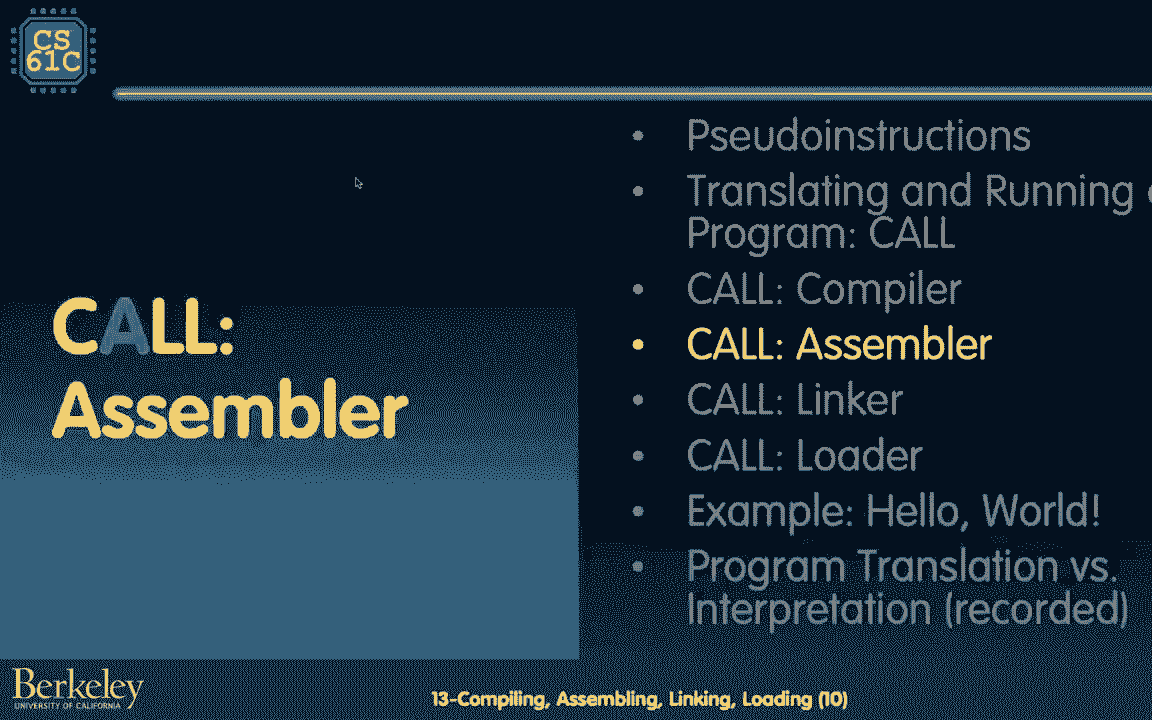 CS
61C
CALL:
Assembler
• Pseudoinstructions
• Translating and Running
Program: CALL
• CALL: Compiler
• CALL: Assembler
• CALL: Linker
• CALL: Loader
• Example: Hello, World!
• Program Translation vs.
Interpretation (recorded)
Berkeley
UNIVERSITY OF CALIFORNIA
13-Compiling, Assembling, Linking, Loading (10)